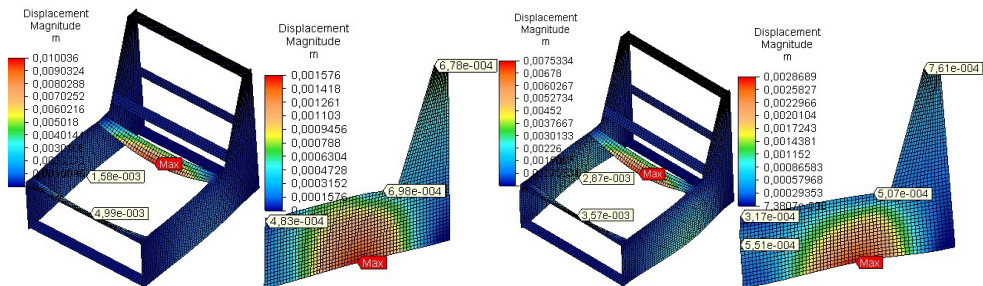 Displacement
Magnitude
m
0,010036
0,0090324
0,0080288
0,0070252
0,0060216
0,005018
Max
1,58e-003
4,99e-003
Displacement
Magnitude
m
0,001576
0,001418
0,001261
0,001103
0,0009456
0,000788
0,0006304
0,0004728
0,0003152
0,0001576
6,78e-004
6,98e-004
4,83e-004
Max
Displacement
Magnitude
m
0,0075334
0,00678
0,0060267
0,0052734
0,00452
0,0037667
0,0030133
0,00226
Max
2,87e-003
3,57e-003
Displacement
Magnitude
m
0,0028689
0,0025827
0,0022966
0,0020104
0,0017243
0,0014381
0,001152
0,00086583
0,00057968
0,00029353
7,61e-004
5,07e-004
3,17e-004
5,51e-004
Max